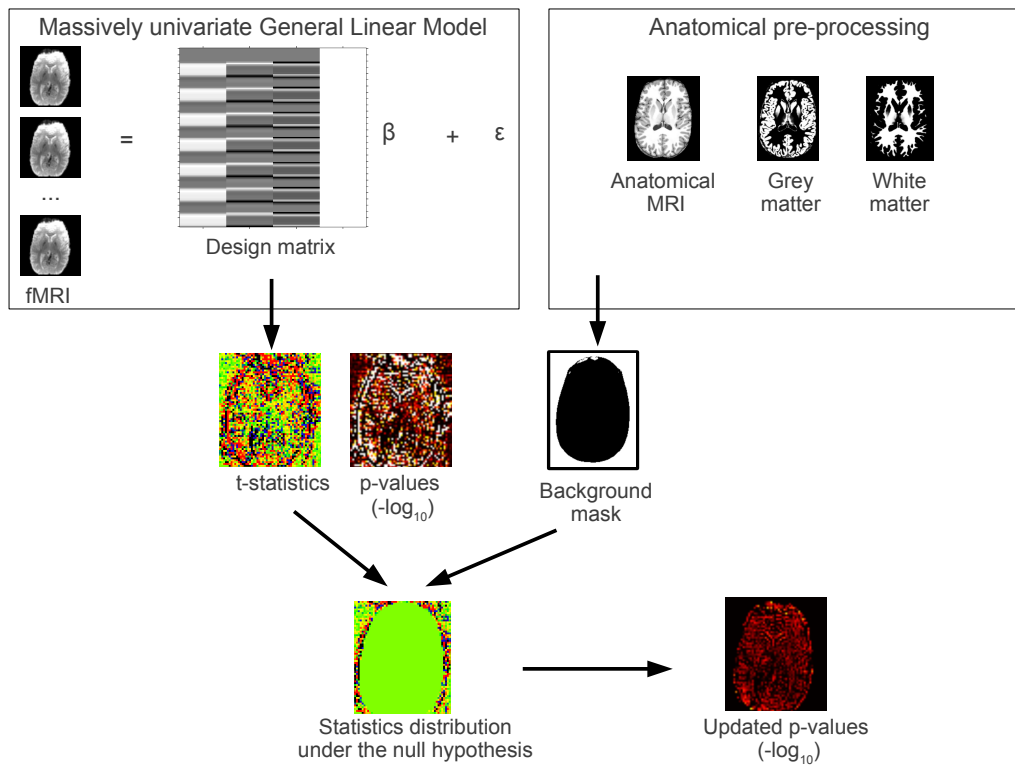 Massively univariate General Linear Model
=
β + ε
...
Design matrix
fMRI
Anatomical pre-processing
Anatomical
MRI
Grey
matter
White
matter
t-statistics
p-values
(-log10)
Background
mask
Statistics distribution
under the null hypothesis
Updated p-values
(-log10)